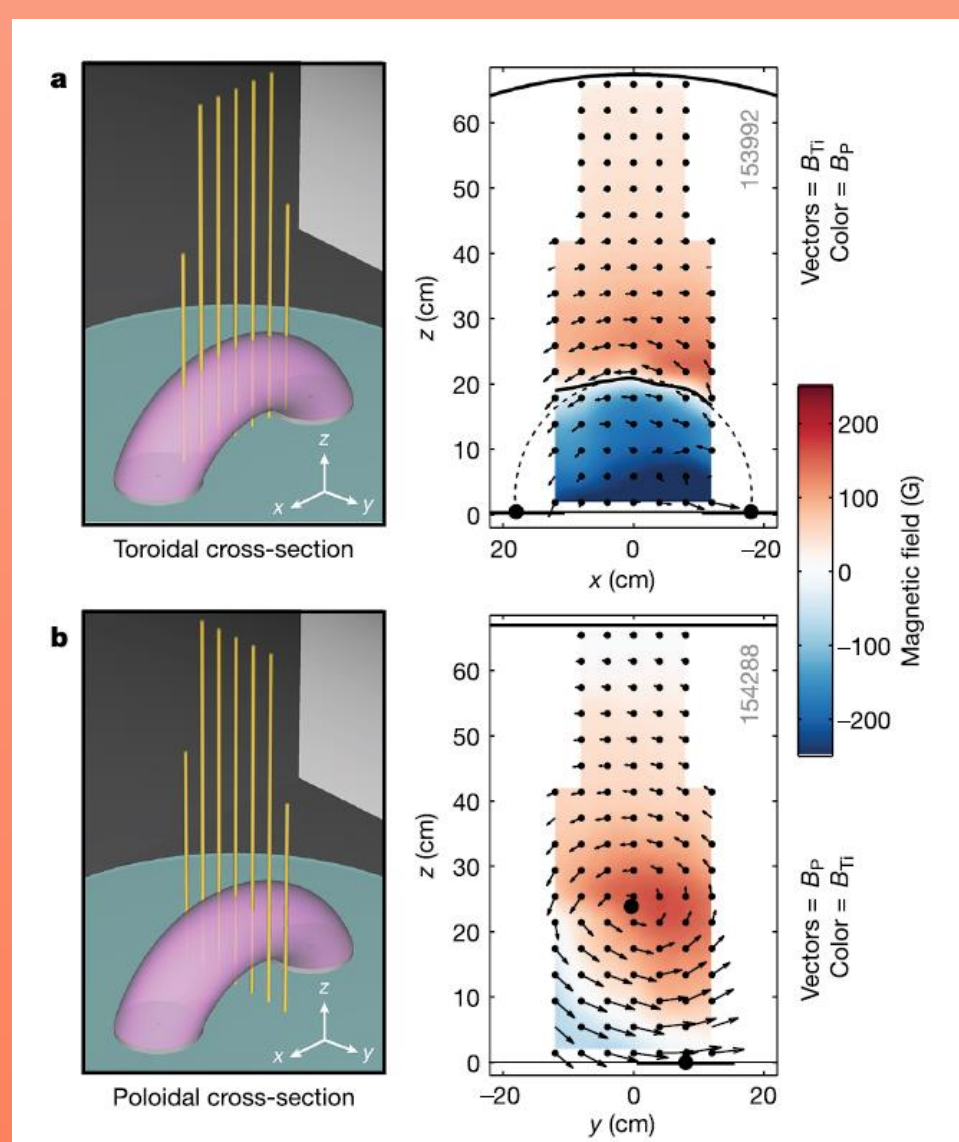 a
z
x
y
Toroidal cross-section
60
50
40
30
20
10
0
z (cm)
20
0
−20
x (cm)
153992
Vectors = B_Ti
Color = B_P
200
100
0
−100
−200
Magnetic field (G)
b
z
x
y
Poloidal cross-section
60
50
40
30
20
10
0
z (cm)
−20
0
20
y (cm)
154288
Vectors = B_P
Color = B_Ti